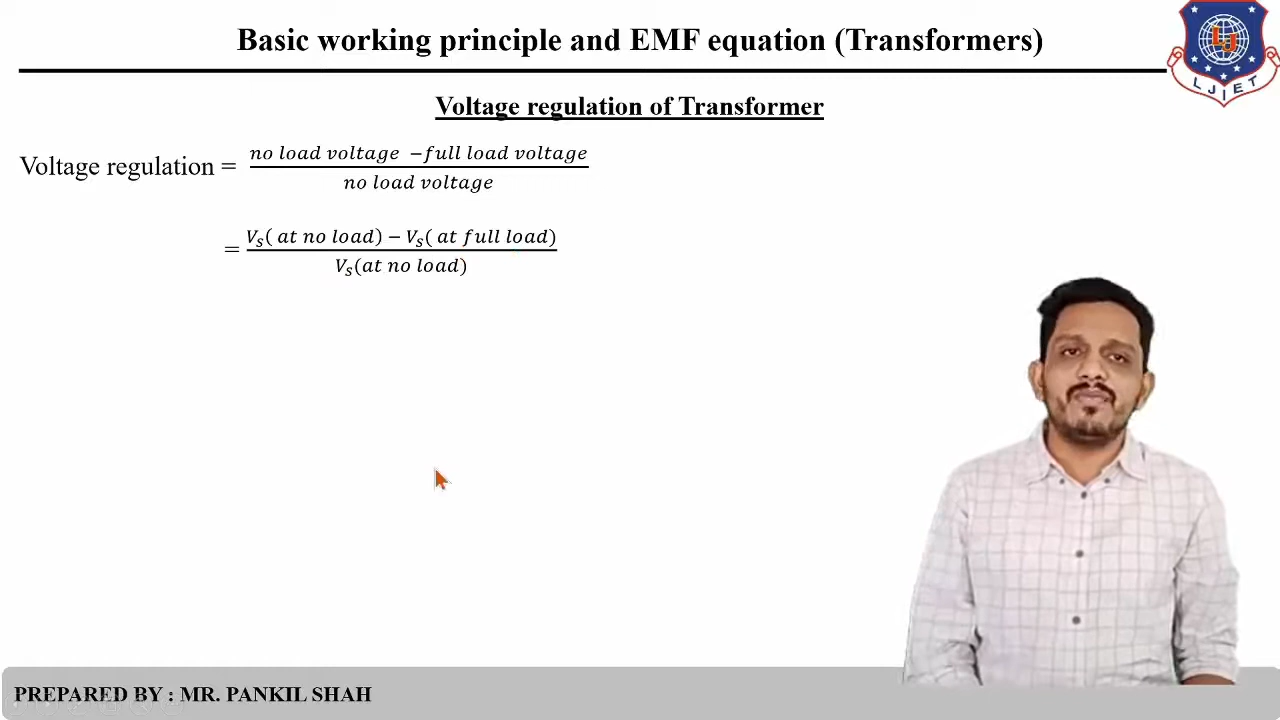 Basic working principle and EMF equation (Transformers)
LJIET
Voltage regulation of Transformer
Voltage regulation = no load voltage −full load voltage / no load voltage
= Vs( at no load) − Vs( at full load) / Vs(at no load)
PREPARED BY : MR. PANKIL SHAH